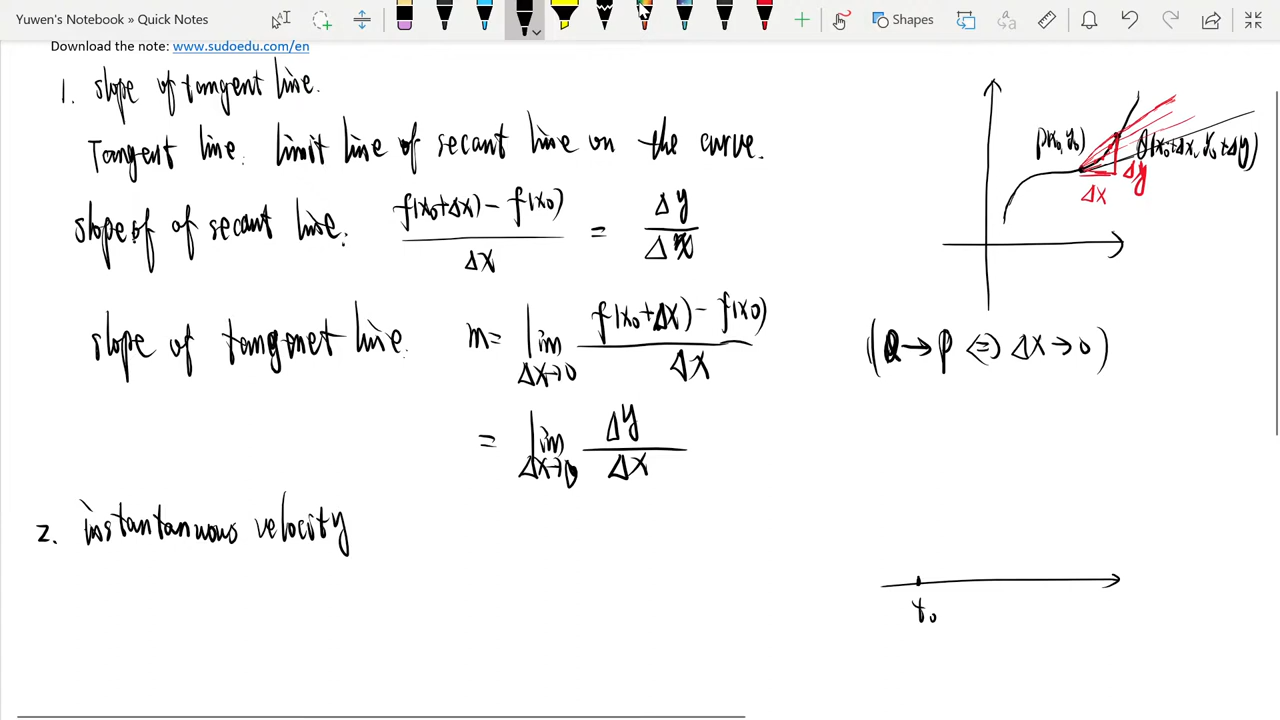 Yuwen's Notebook » Quick Notes
Shapes
Download the note: www.sudoedu.com/en
1. slope of tangent line.
Tangent line. limit line of secant line on the curve.
slope of of secant line: f(x₀+Δx) - f(x₀) / Δx = Δy / Δx
slope of tangenet line. m = lim Δx→0 f(x₀+Δx) - f(x₀) / Δx
(Q → P ⇔ Δx → 0)
= lim Δx→0 Δy / Δx
2. instantanuous velocity
P(x₀, y₀)
Q(x₀+Δx, y₀+Δy)
Δy
Δx
t₀